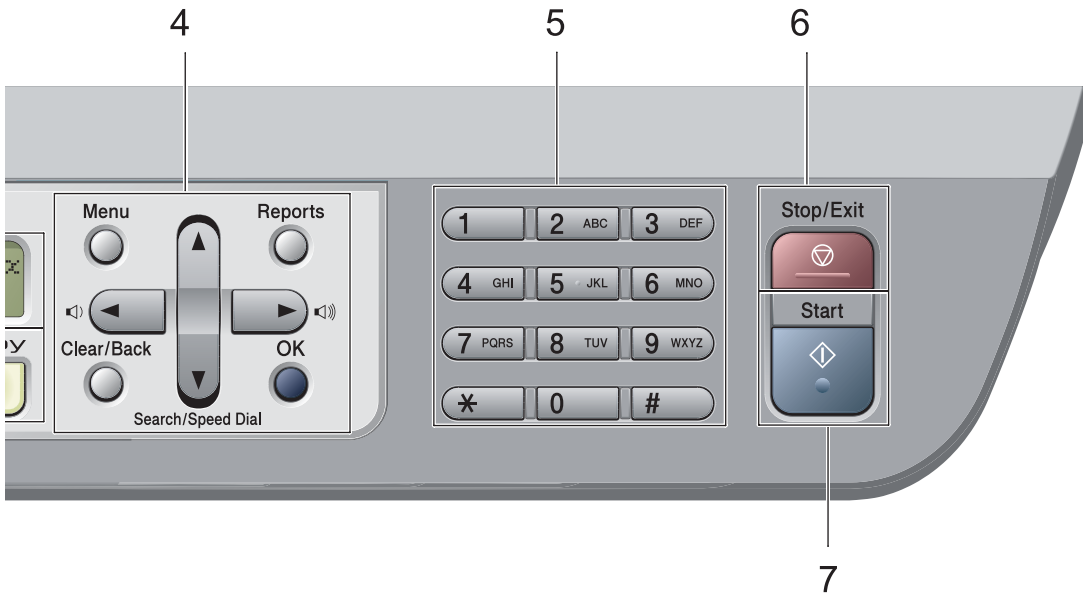 4
5
6
Menu
Reports
Clear/Back
OK
Search/Speed Dial
1
2 ABC
3 DEF
4 GHI
5 JKL
6 MNO
7 PQRS
8 TUV
9 WXYZ
*
0
#
Stop/Exit
Start
7